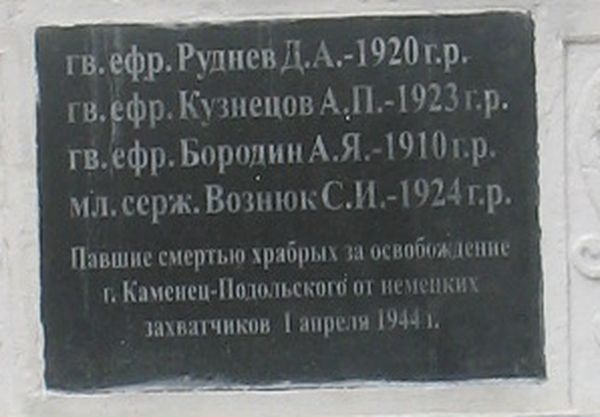 гв. ефр. Руднев Д.А.-1920 г.р.
гв. ефр. Кузнецов А.П.-1923 г.р.
гв. ефр. Бородин А.Я.-1910 г.р.
мл. серж. Вознюк С.И.-1924 г.р.
Павшие смертью храбрых за освобождение
г. Каменец-Подольского от немецких
захватчиков 1 апреля 1944 г.